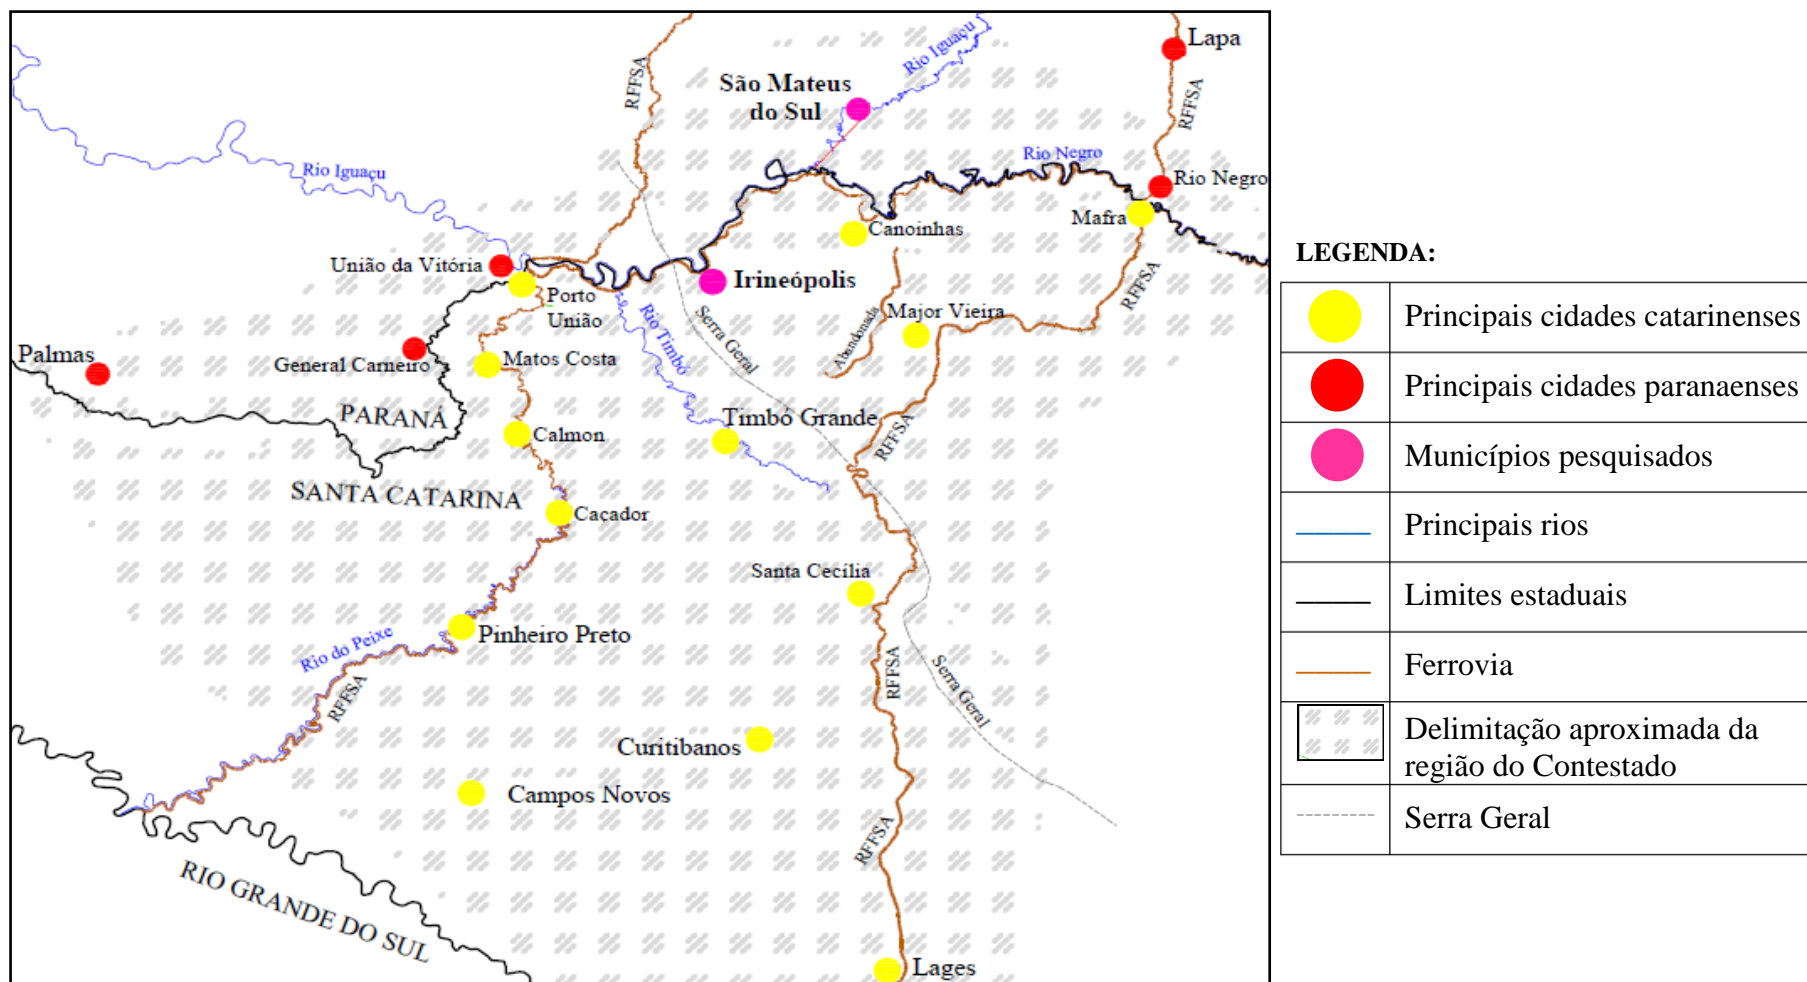 Lapa
RFFSA
Rio Iguaçu
São Mateus
do Sul
RFFSA
Rio Negro
Rio Iguaçu
Rio Negro
Mafra
Canoinhas
União da Vitória
Irineópolis
RFFSA
Porto
União
Rio Timbó
Serra Geral
Abandonada
Major Vieira
Palmas
General Carneiro
Matos Costa
PARANÁ
Timbó Grande
RFFSA
Calmon
SANTA CATARINA
Caçador
Santa Cecília
Rio do Peixe
Pinheiro Preto
RFFSA
RFFSA
Serra Geral
Curitibanos
Campos Novos
RFFSA
RIO GRANDE DO SUL
Lages
LEGENDA:
Principais cidades catarinenses
Principais cidades paranaenses
Municípios pesquisados
Principais rios
Limites estaduais
Ferrovia
Delimitação aproximada da
região do Contestado
Serra Geral